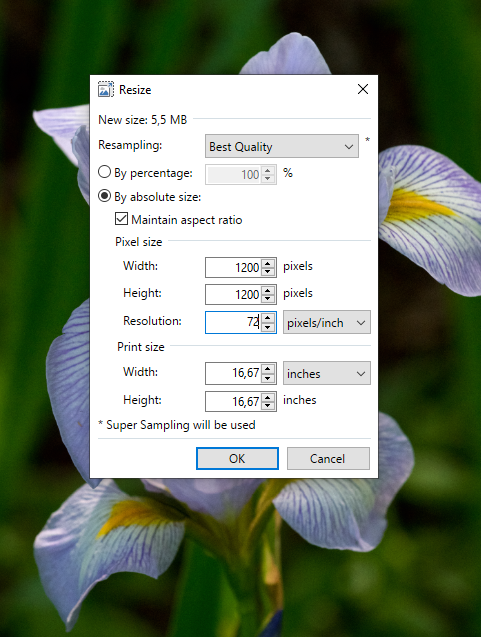 Resize
New size: 5,5 MB
Resampling: Best Quality *
By percentage: 100 %
By absolute size:
Maintain aspect ratio
Pixel size
Width: 1200 pixels
Height: 1200 pixels
Resolution: 72 pixels/inch
Print size
Width: 16,67 inches
Height: 16,67 inches
* Super Sampling will be used
OK Cancel